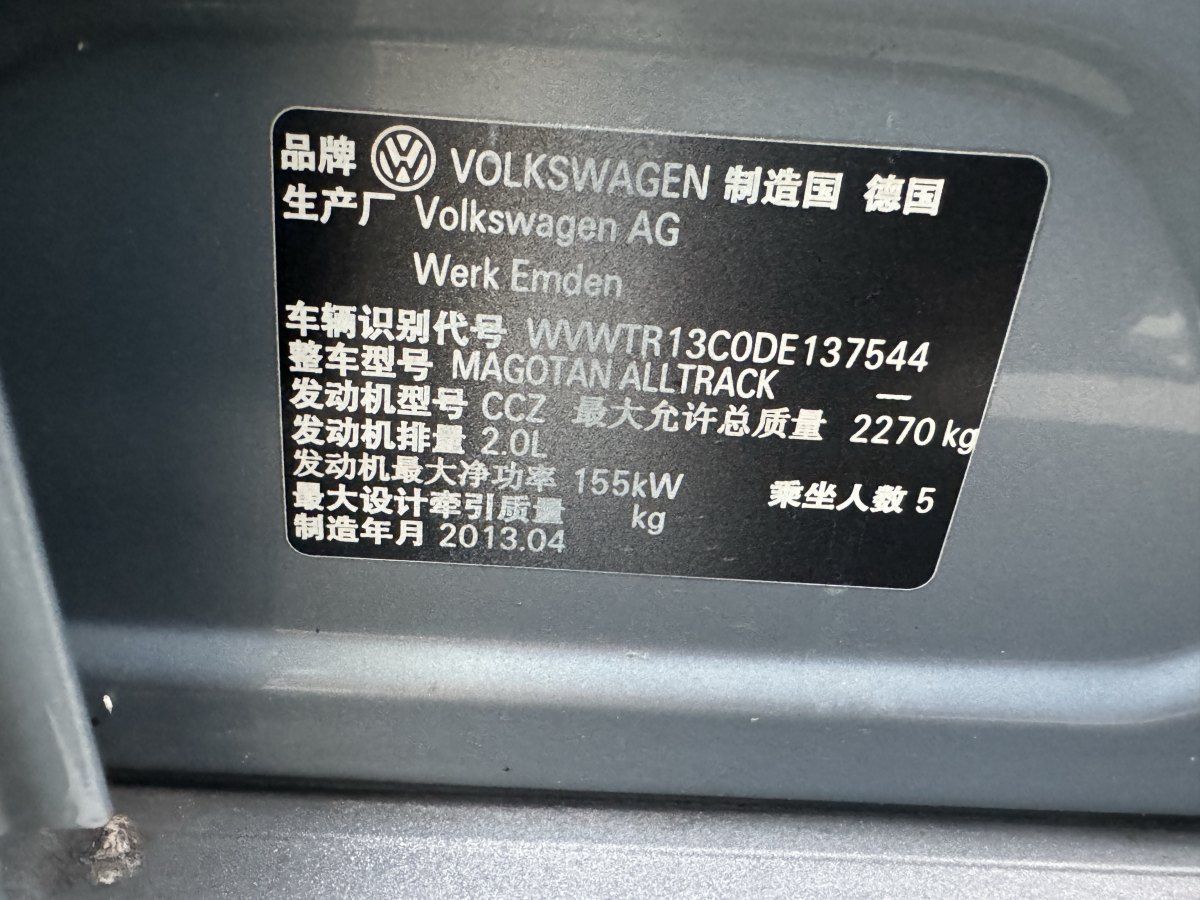 品牌 VOLKSWAGEN 制造国 德国
生产厂 Volkswagen AG
Werk Emden
车辆识别代号 WVWTR13C0DE137544
整车型号 MAGOTAN ALLTRACK —
发动机型号 CCZ 最大允许总质量 2270 kg
发动机排量 2.0L
发动机最大净功率 155kW 乘坐人数 5
最大设计牵引质量 kg
制造年月 2013.04